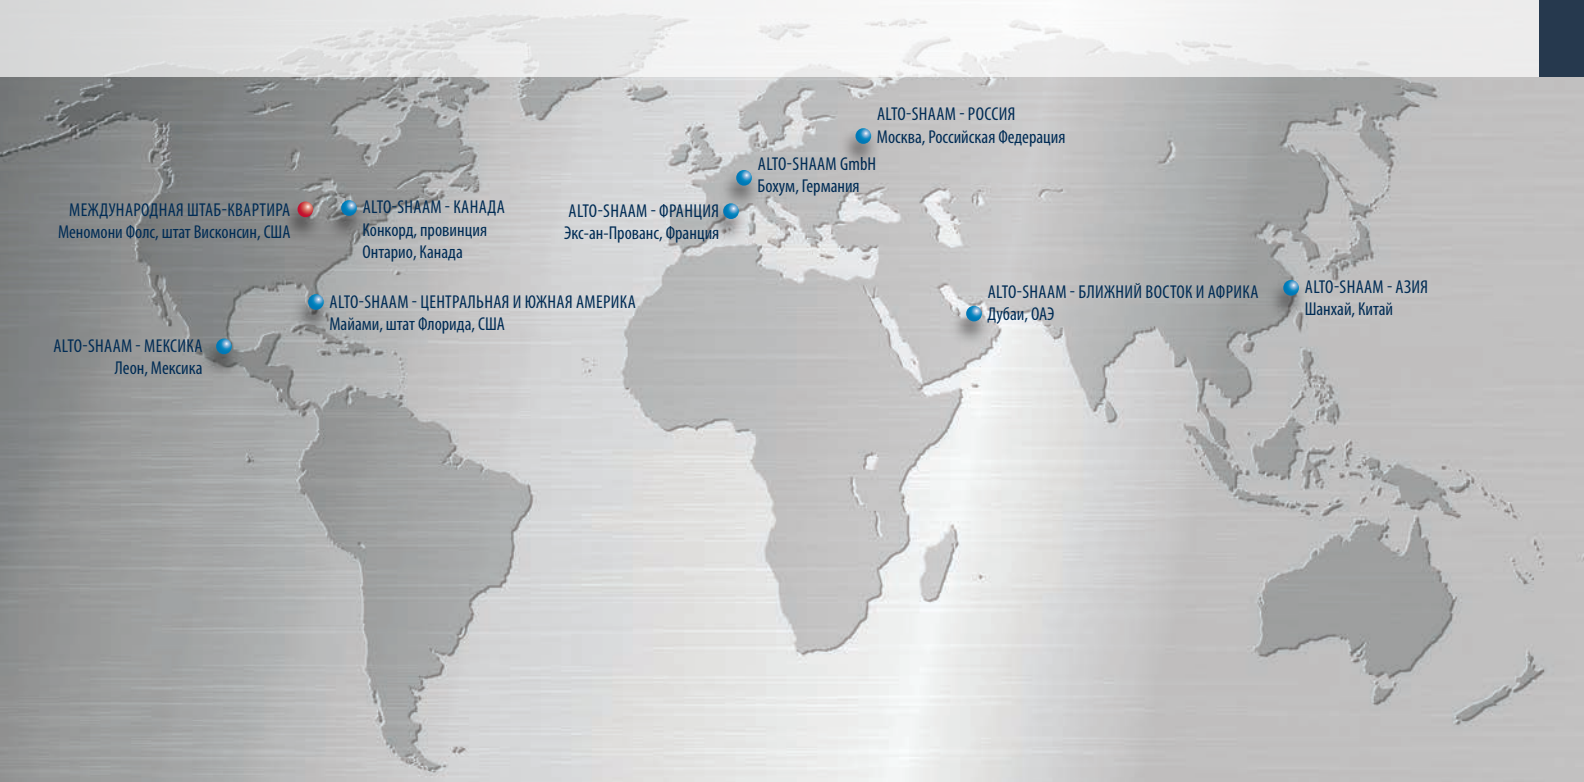 ALTO-SHAAM - РОССИЯ
Москва, Российская Федерация
ALTO-SHAAM GmbH
Бохум, Германия
МЕЖДУНАРОДНАЯ ШТАБ-КВАРТИРА
Меномони Фолс, штат Висконсин, США
ALTO-SHAAM - КАНАДА
Конкорд, провинция
Онтарио, Канада
ALTO-SHAAM - ФРАНЦИЯ
Экс-ан-Прованс, Франция
ALTO-SHAAM - ЦЕНТРАЛЬНАЯ И ЮЖНАЯ АМЕРИКА
Майами, штат Флорида, США
ALTO-SHAAM - БЛИЖНИЙ ВОСТОК И АФРИКА
Дубаи, ОАЭ
ALTO-SHAAM - АЗИЯ
Шанхай, Китай
ALTO-SHAAM - МЕКСИКА
Леон, Мексика